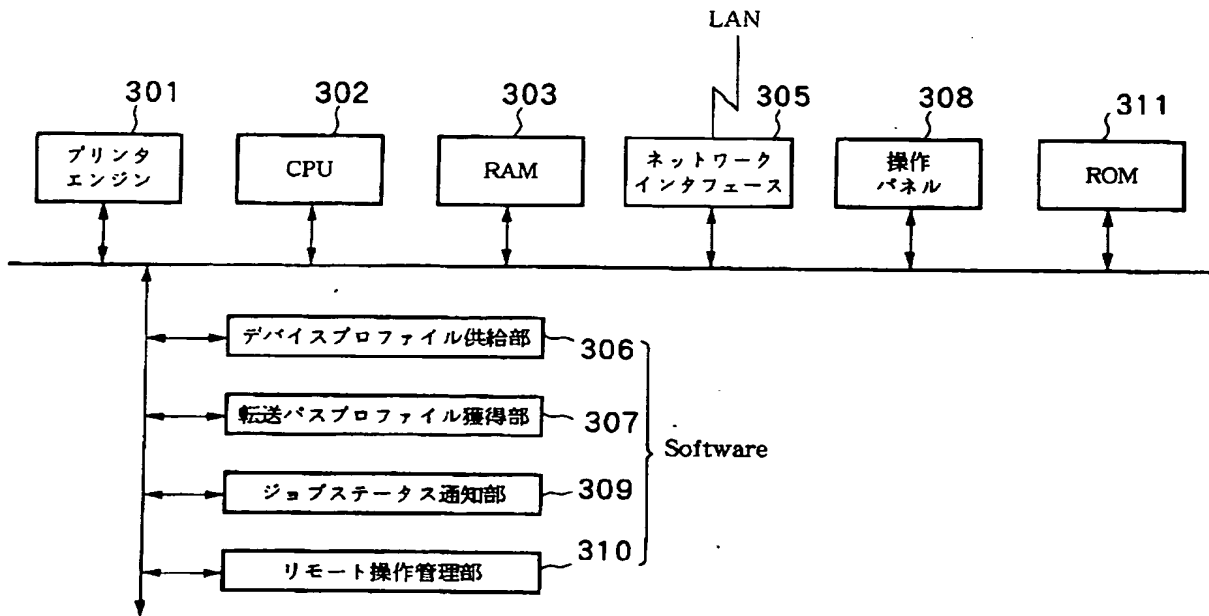 LAN
301
302
303
305
308
311
プリンタ
エンジン
CPU
RAM
ネットワーク
インタフェース
操作
パネル
ROM
デバイスプロファイル供給部
306
転送パスプロファイル獲得部
307
Software
ジョブステータス通知部
309
リモート操作管理部
310